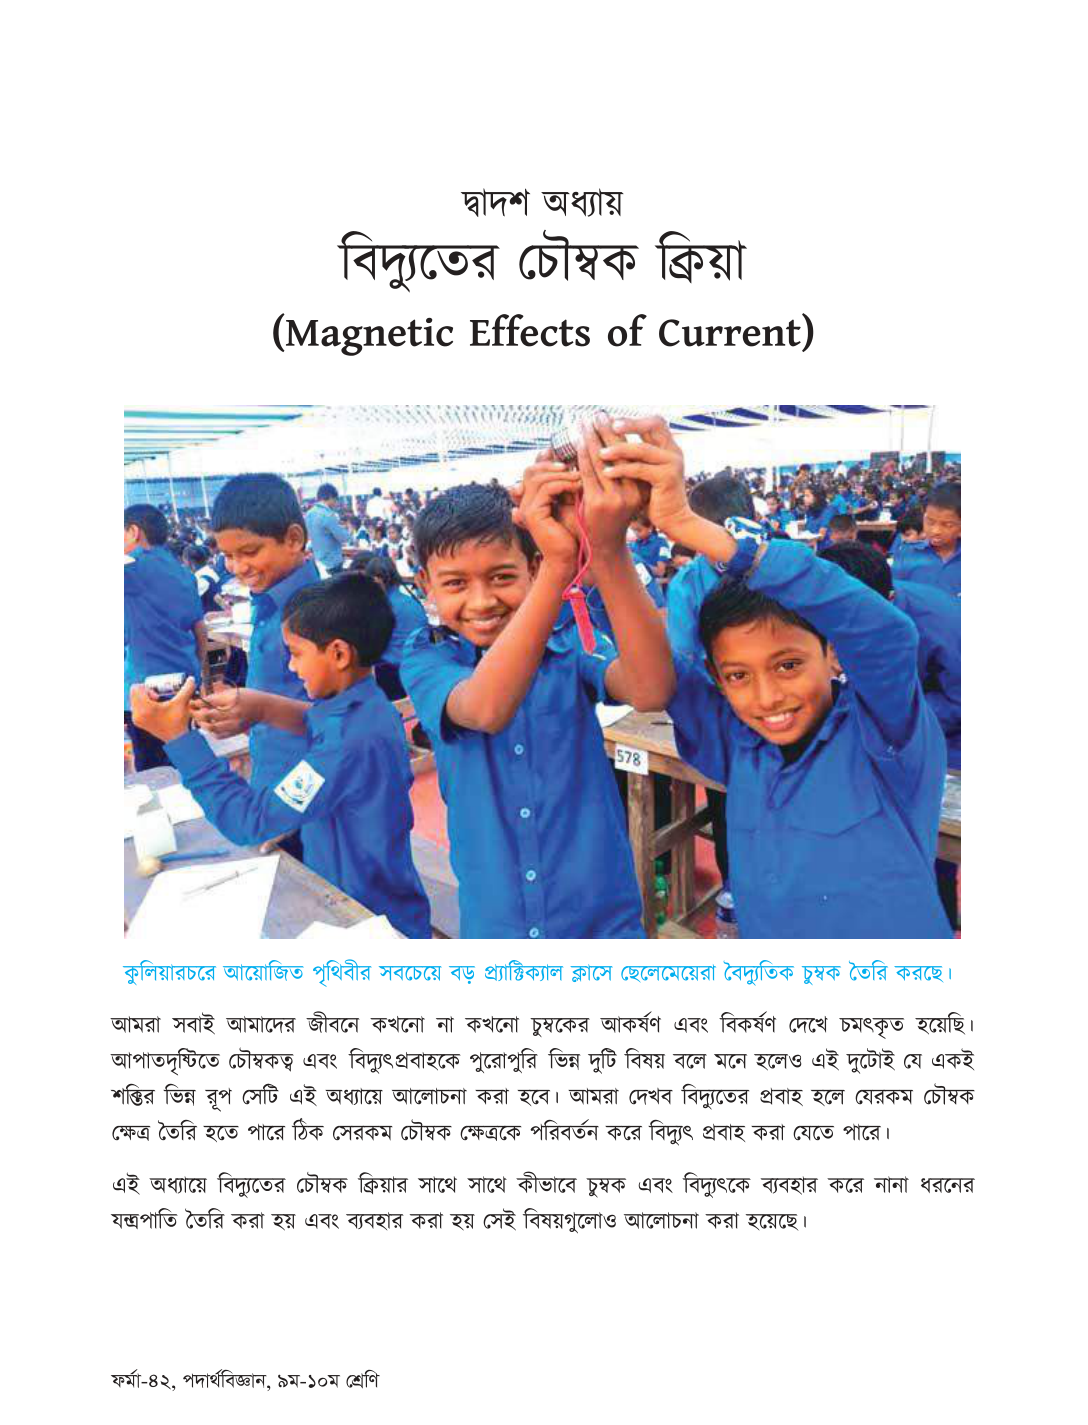 দ্বাদশ অধ্যায়
বিদ্যুতের চৌম্বক ক্রিয়া
(Magnetic Effects of Current)
578
কুলিয়ারচরে আয়োজিত পৃথিবীর সবচেয়ে বড় প্র্যাক্টিক্যাল ক্লাসে ছেলেমেয়েরা বৈদ্যুতিক চুম্বক তৈরি করছে।
আমরা সবাই আমাদের জীবনে কখনো না কখনো চুম্বকের আকর্ষণ এবং বিকর্ষণ দেখে চমৎকৃত হয়েছি।
আপাতদৃষ্টিতে চৌম্বকত্ব এবং বিদ্যুৎপ্রবাহকে পুরোপুরি ভিন্ন দুটি বিষয় বলে মনে হলেও এই দুটোই যে একই
শক্তির ভিন্ন রূপ সেটি এই অধ্যায়ে আলোচনা করা হবে। আমরা দেখব বিদ্যুতের প্রবাহ হলে যেরকম চৌম্বক
ক্ষেত্র তৈরি হতে পারে ঠিক সেরকম চৌম্বক ক্ষেত্রকে পরিবর্তন করে বিদ্যুৎ প্রবাহ করা যেতে পারে।
এই অধ্যায়ে বিদ্যুতের চৌম্বক ক্রিয়ার সাথে সাথে কীভাবে চুম্বক এবং বিদ্যুৎকে ব্যবহার করে নানা ধরনের
যন্ত্রপাতি তৈরি করা হয় এবং ব্যবহার করা হয় সেই বিষয়গুলোও আলোচনা করা হয়েছে।
ফর্মা-৪২, পদার্থবিজ্ঞান, ৯ম-১০ম শ্রেণি